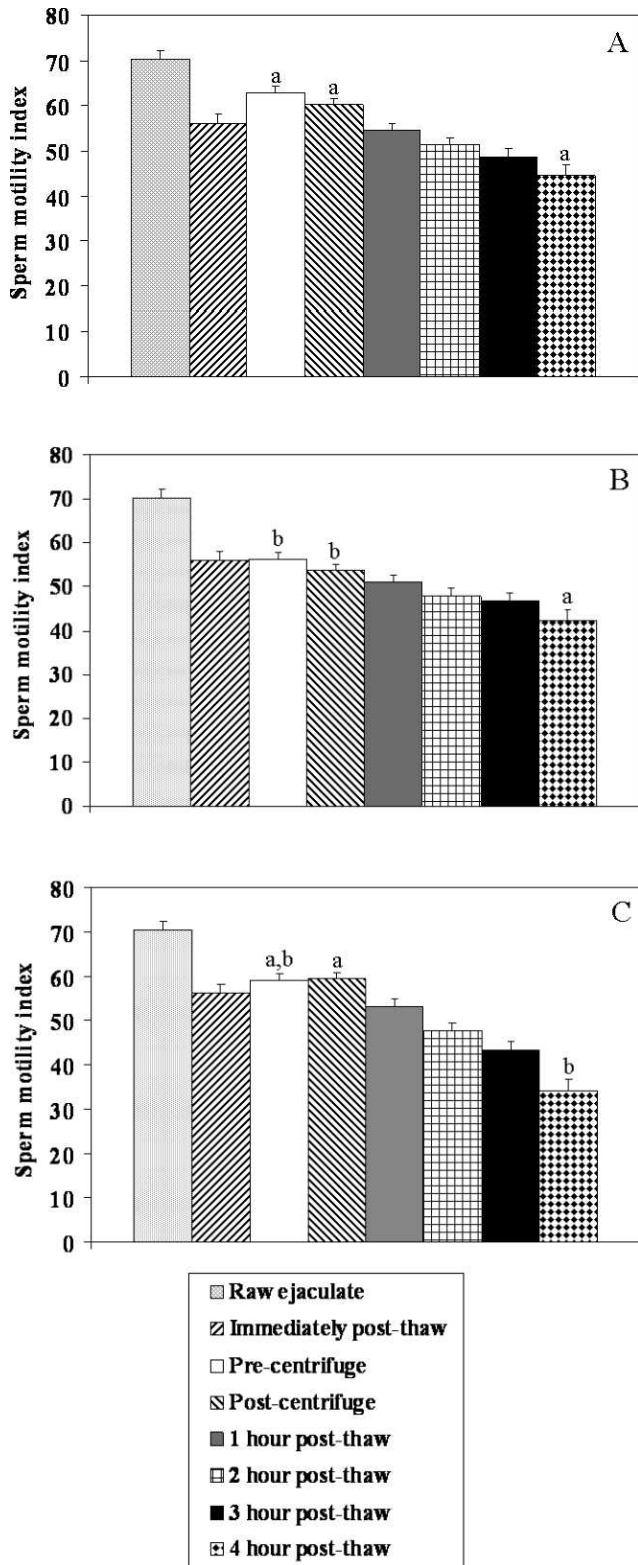 A
Sperm motility index
80
70
60
50
40
30
20
10
0
a
a
a
B
Sperm motility index
80
70
60
50
40
30
20
10
0
b
b
a
C
Sperm motility index
80
70
60
50
40
30
20
10
0
a,b
a
b
Raw ejaculate
Immediately post-thaw
Pre-centrifuge
Post-centrifuge
1 hour post-thaw
2 hour post-thaw
3 hour post-thaw
4 hour post-thaw